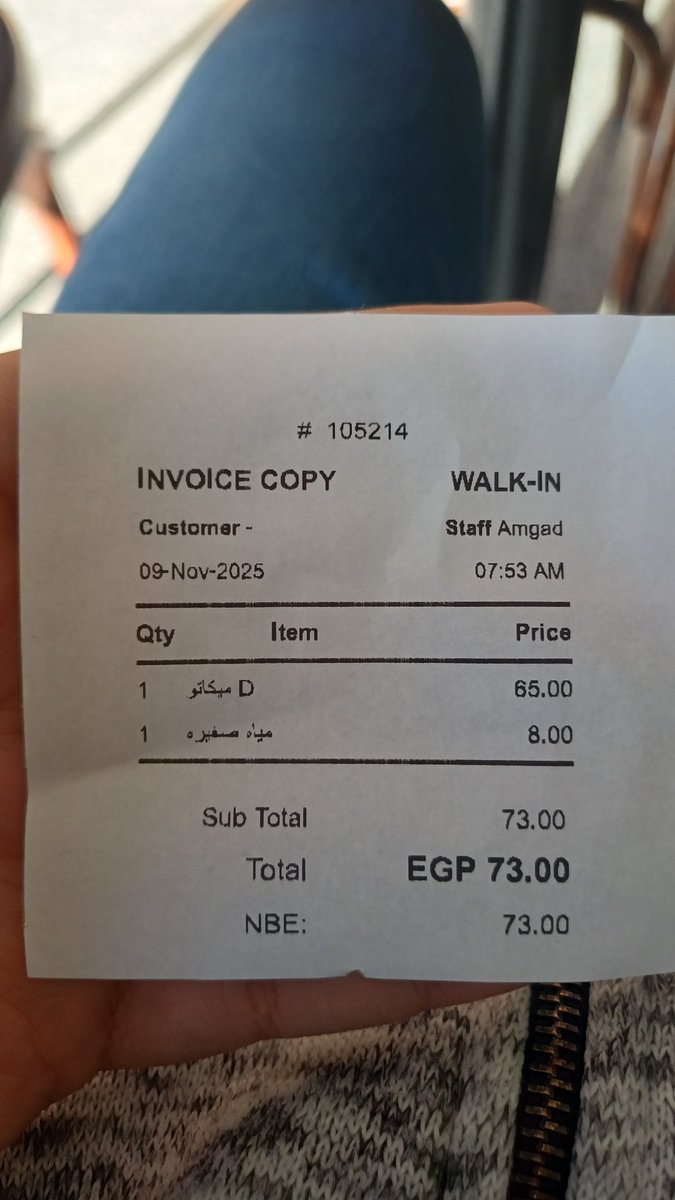 # 105214
INVOICE COPY WALK-IN
Customer - Staff Amgad
09-Nov-2025 07:53 AM
Qty Item Price
1 ميكاتو D 65.00
1 مياه صغيره 8.00
Sub Total 73.00
Total EGP 73.00
NBE: 73.00